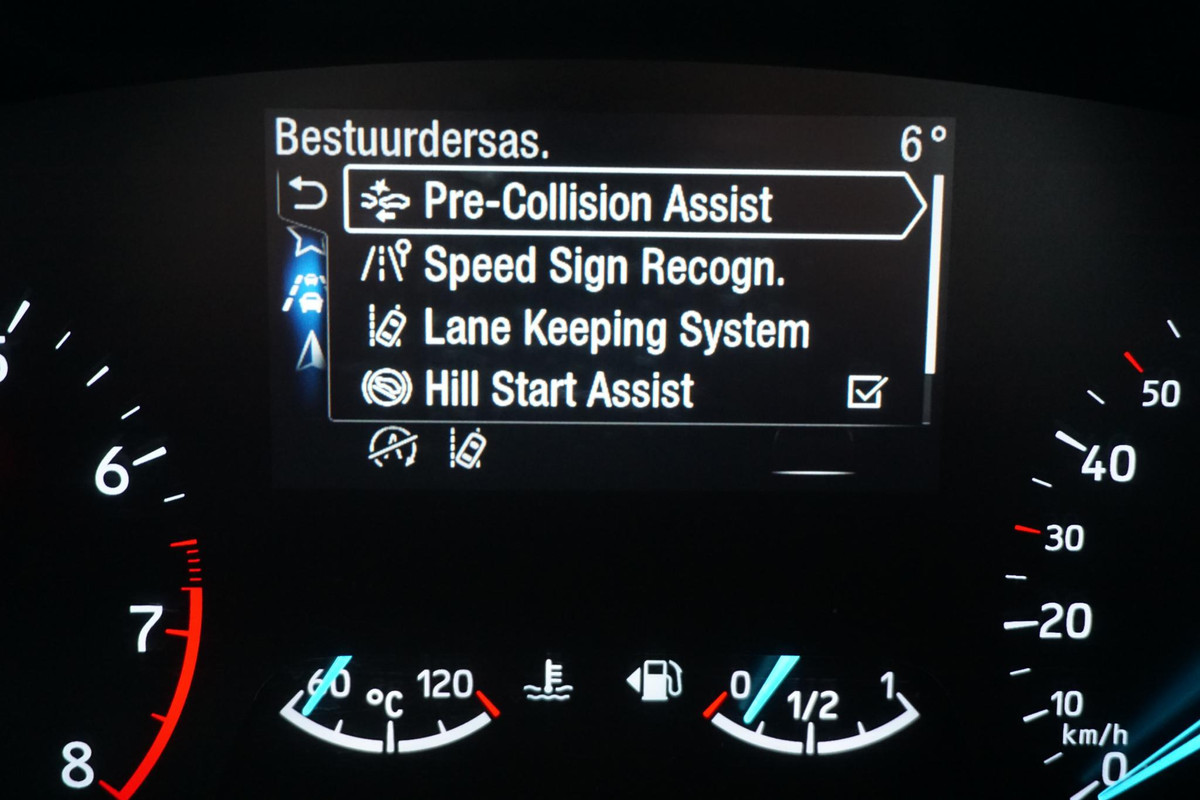 Bestuurdersas. 6°
Pre-Collision Assist
Speed Sign Recogn.
Lane Keeping System
Hill Start Assist
6
7
8
60 °C 120
0 1/2 1
50
40
30
20
10
km/h
0